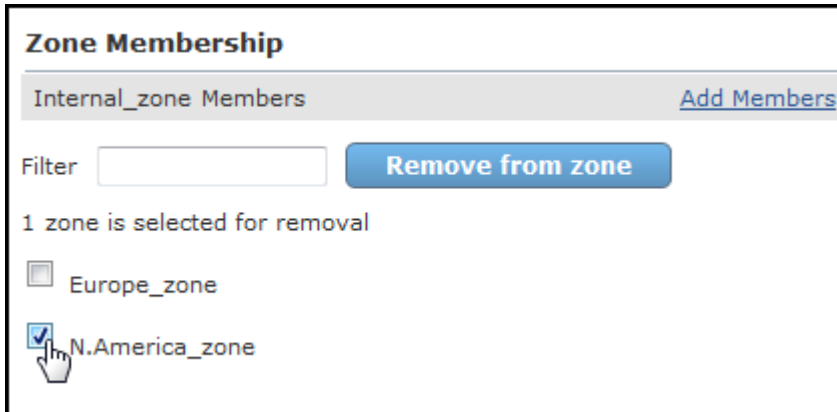 Zone Membership
Internal_zone Members Add Members
Filter Remove from zone
1 zone is selected for removal
Europe_zone
N.America_zone